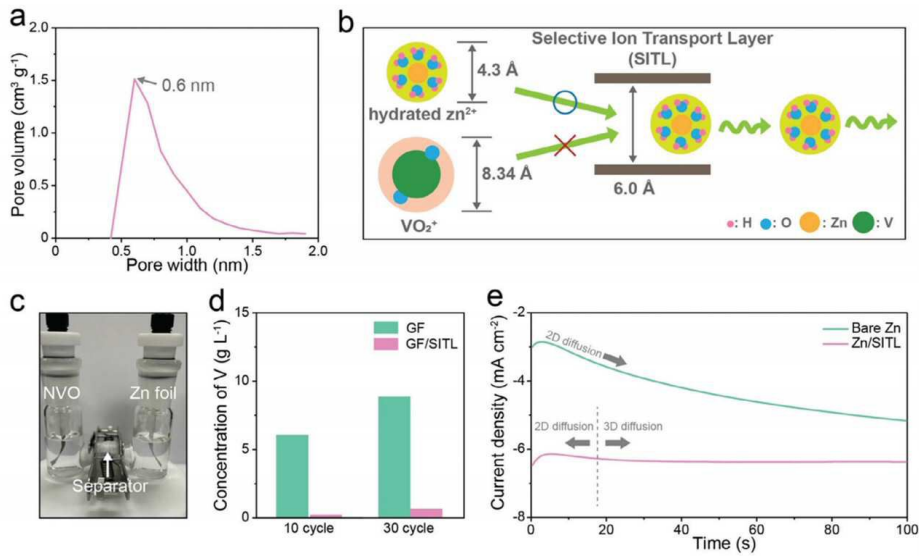 a
Pore volume (cm³ g⁻¹)
2.0
1.5
1.0
0.5
0
0.6 nm
0
0.5
1.0
1.5
2.0
Pore width (nm)
b
Selective Ion Transport Layer
(SITL)
4.3 Å
hydrated zn²⁺
8.34 Å
VO₂⁺
6.0 Å
: H : O : Zn : V
c
NVO
Zn foil
Separator
d
Concentration of V (g L⁻¹)
15
10
5
0
GF
GF/SITL
10 cycle
30 cycle
e
Current density (mA cm⁻²)
-2
-4
-6
-8
Bare Zn
Zn/SITL
2D diffusion
2D diffusion
3D diffusion
0
20
40
60
80
100
Time (s)